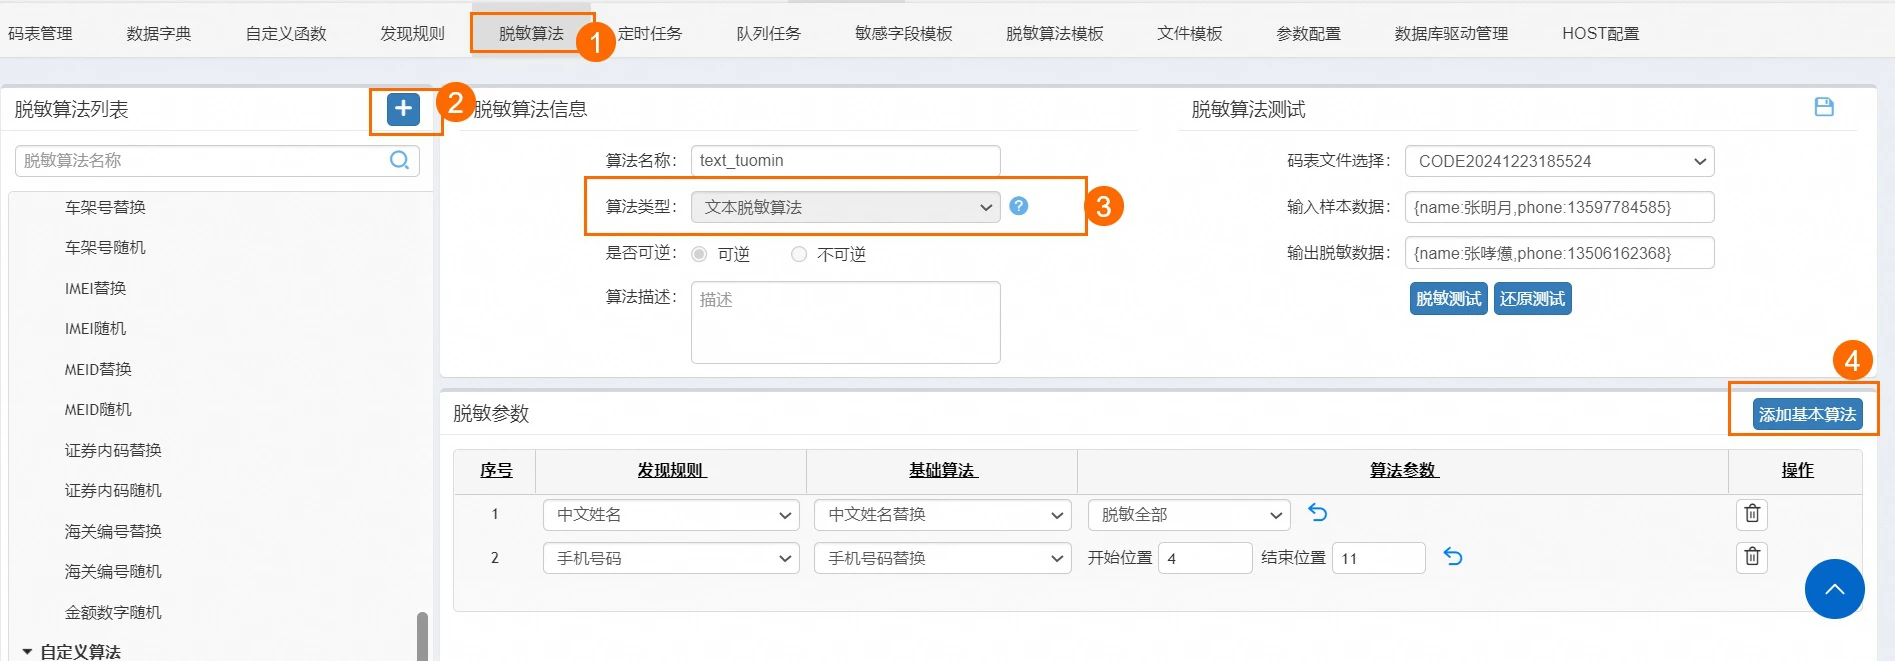 码表管理 数据字典 自定义函数 发现规则 脱敏算法 1 定时任务 队列任务 敏感字段模板 脱敏算法模板 文件模板 参数配置 数据库驱动管理 HOST配置
脱敏算法列表 + 2
脱敏算法名称
车架号替换
车架号随机
IMEI替换
IMEI随机
MEID替换
MEID随机
证券内码替换
证券内码随机
海关编号替换
海关编号随机
金额数字随机
自定义算法
脱敏算法信息
算法名称： text_tuomin
算法类型： 文本脱敏算法 ? 3
是否可逆： 可逆 不可逆
算法描述： 描述
脱敏算法测试
码表文件选择： CODE20241223185524
输入样本数据： {name:张明月,phone:13597784585}
输出脱敏数据： {name:张哮憊,phone:13506162368}
脱敏测试 还原测试
4
脱敏参数 添加基本算法
序号 发现规则 基础算法 算法参数 操作
1 中文姓名 中文姓名替换 脱敏全部
2 手机号码 手机号码替换 开始位置 4 结束位置 11